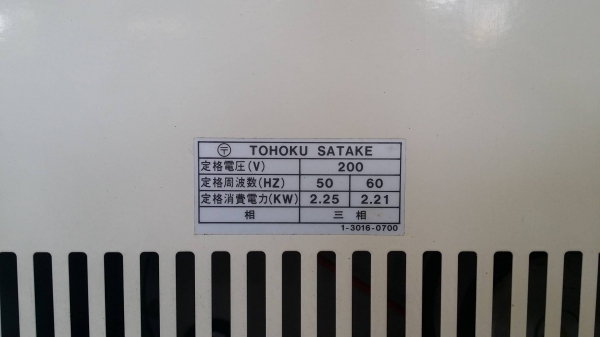 〶 TOHOKU SATAKE
定格電圧(V) 200
定格周波数(HZ) 50 60
定格消費電力(KW) 2.25 2.21
相 三相
1-3016-0700